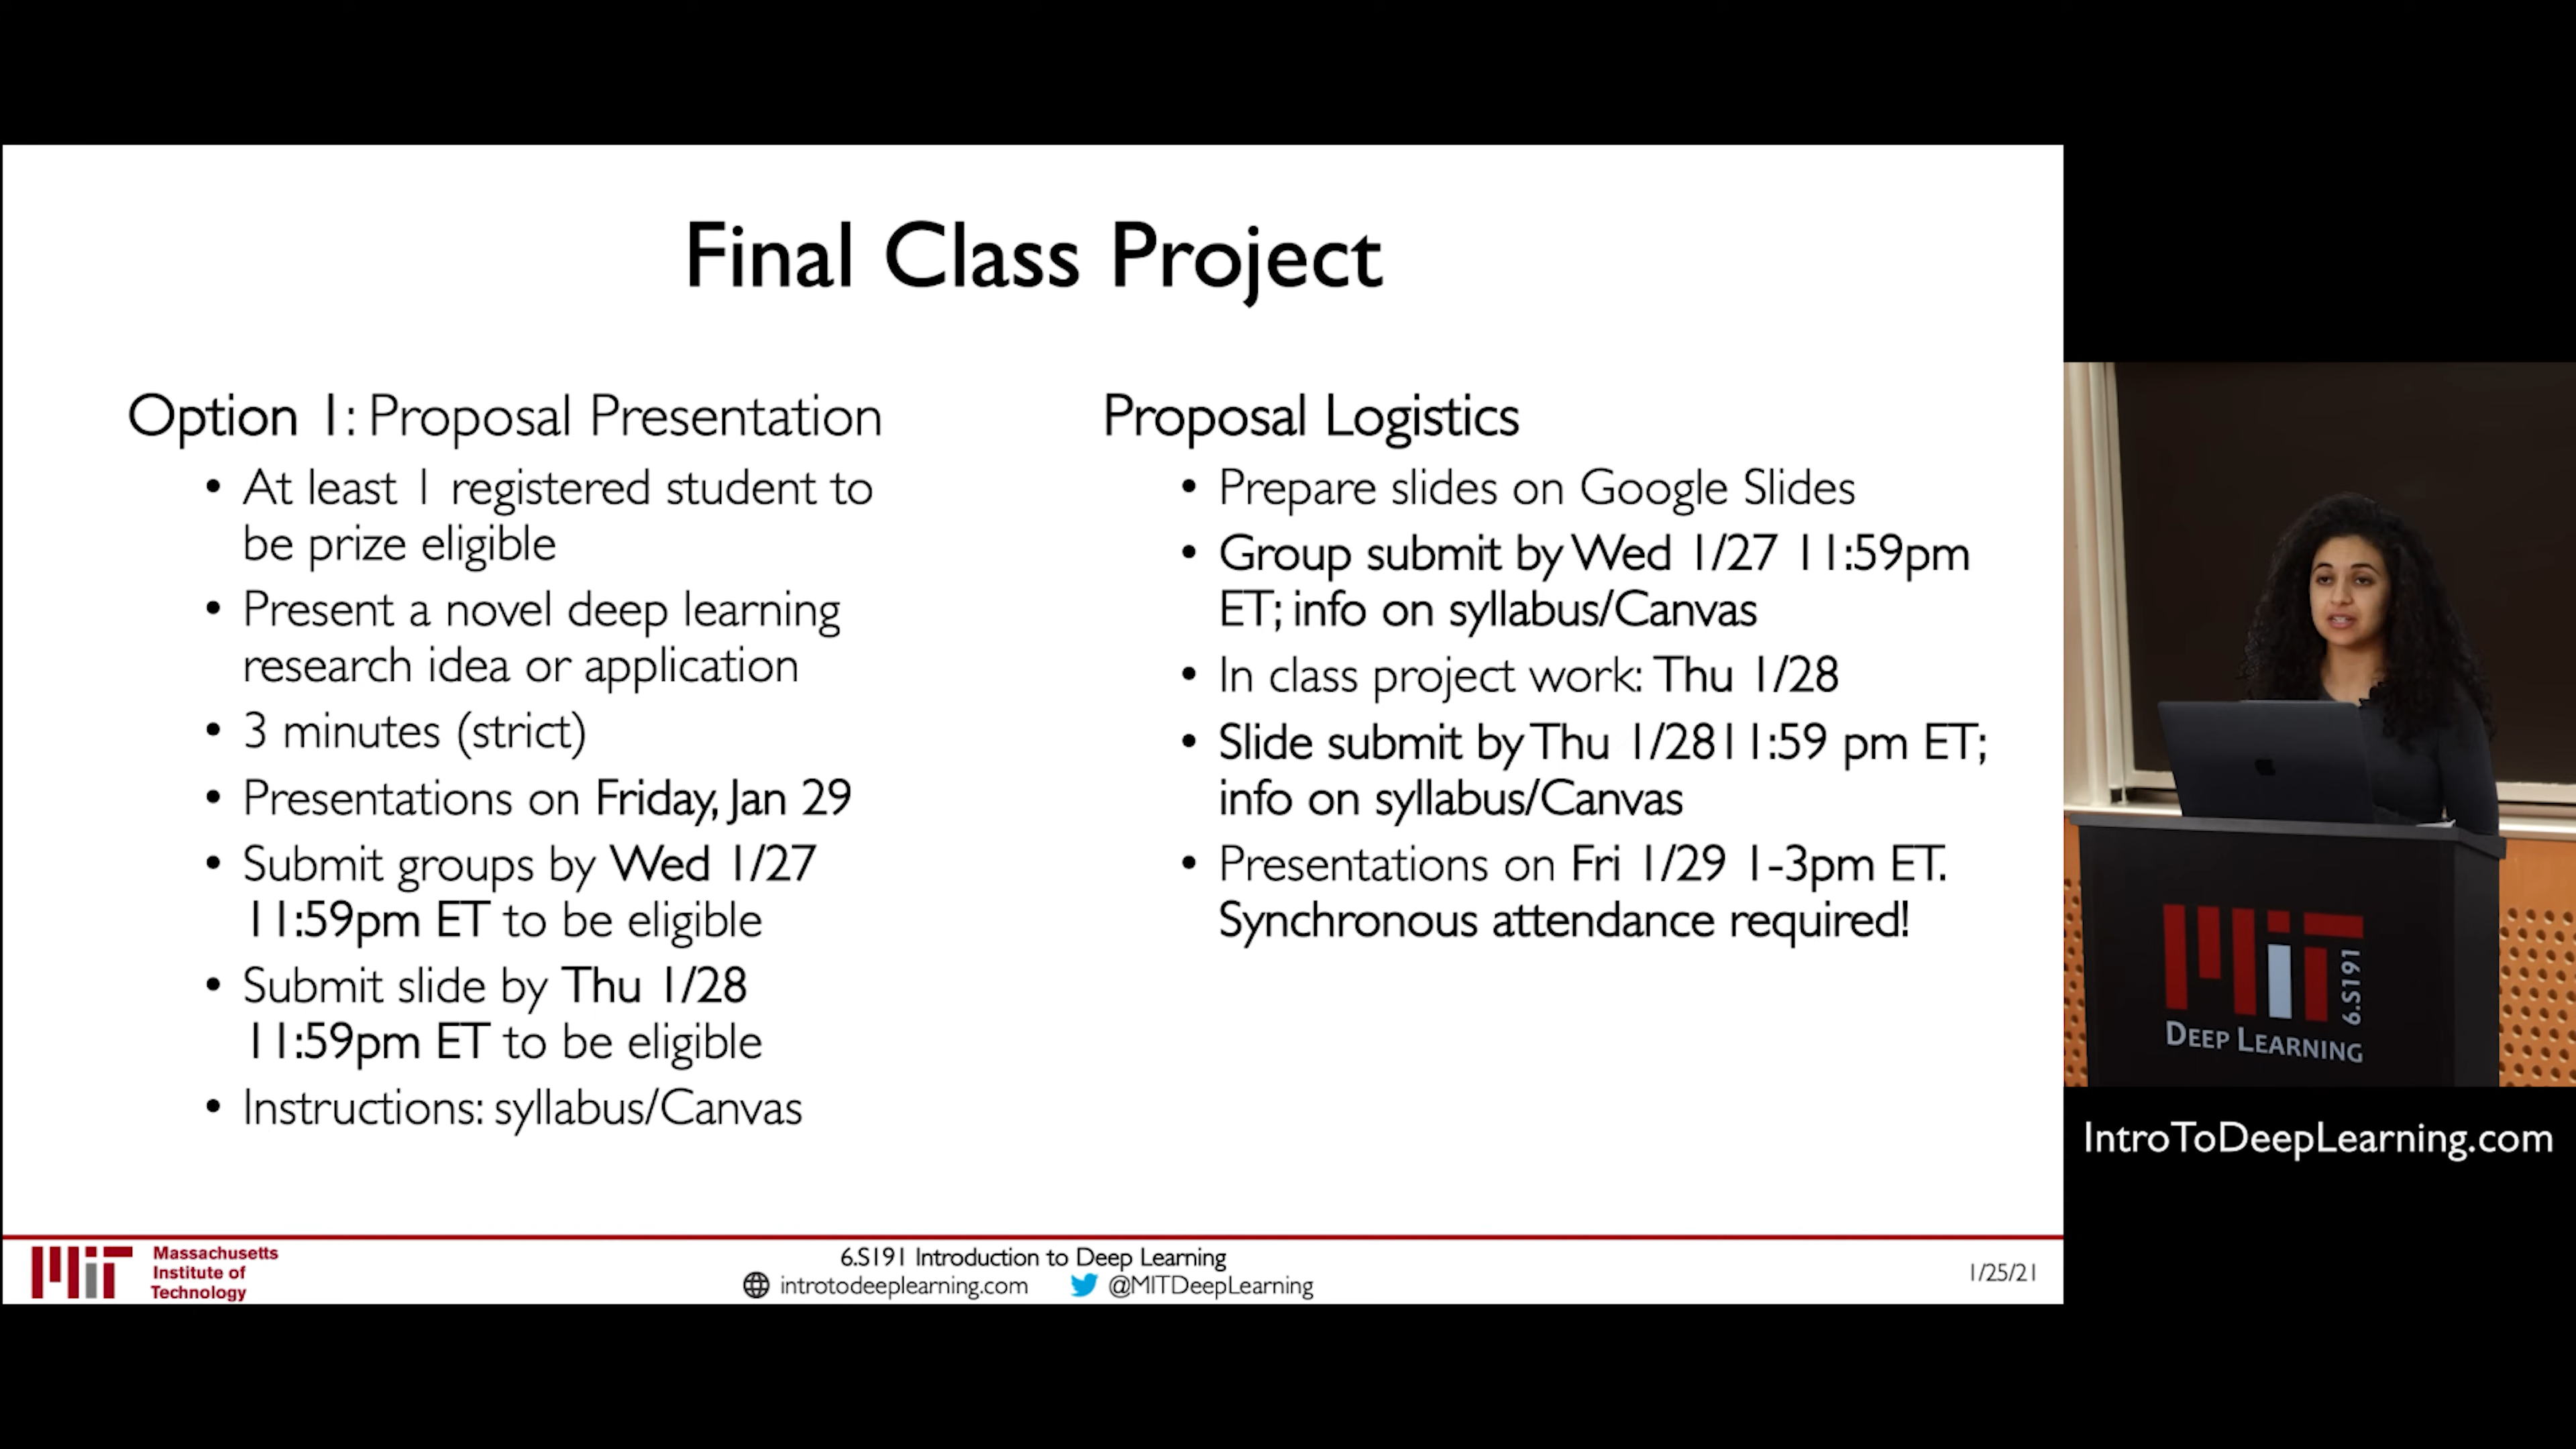 Final Class Project
Option 1: Proposal Presentation
• At least 1 registered student to
be prize eligible
• Present a novel deep learning
research idea or application
• 3 minutes (strict)
• Presentations on Friday, Jan 29
• Submit groups by Wed 1/27
11:59pm ET to be eligible
• Submit slide by Thu 1/28
11:59pm ET to be eligible
• Instructions: syllabus/Canvas
Proposal Logistics
• Prepare slides on Google Slides
• Group submit by Wed 1/27 11:59pm
ET; info on syllabus/Canvas
• In class project work: Thu 1/28
• Slide submit by Thu 1/28 11:59 pm ET;
info on syllabus/Canvas
• Presentations on Fri 1/29 1-3pm ET.
Synchronous attendance required!
MIT
6.S191
DEEP LEARNING
IntroToDeepLearning.com
MIT
Massachusetts
Institute of
Technology
6.S191 Introduction to Deep Learning
introtodeeplearning.com
@MITDeepLearning
1/25/21